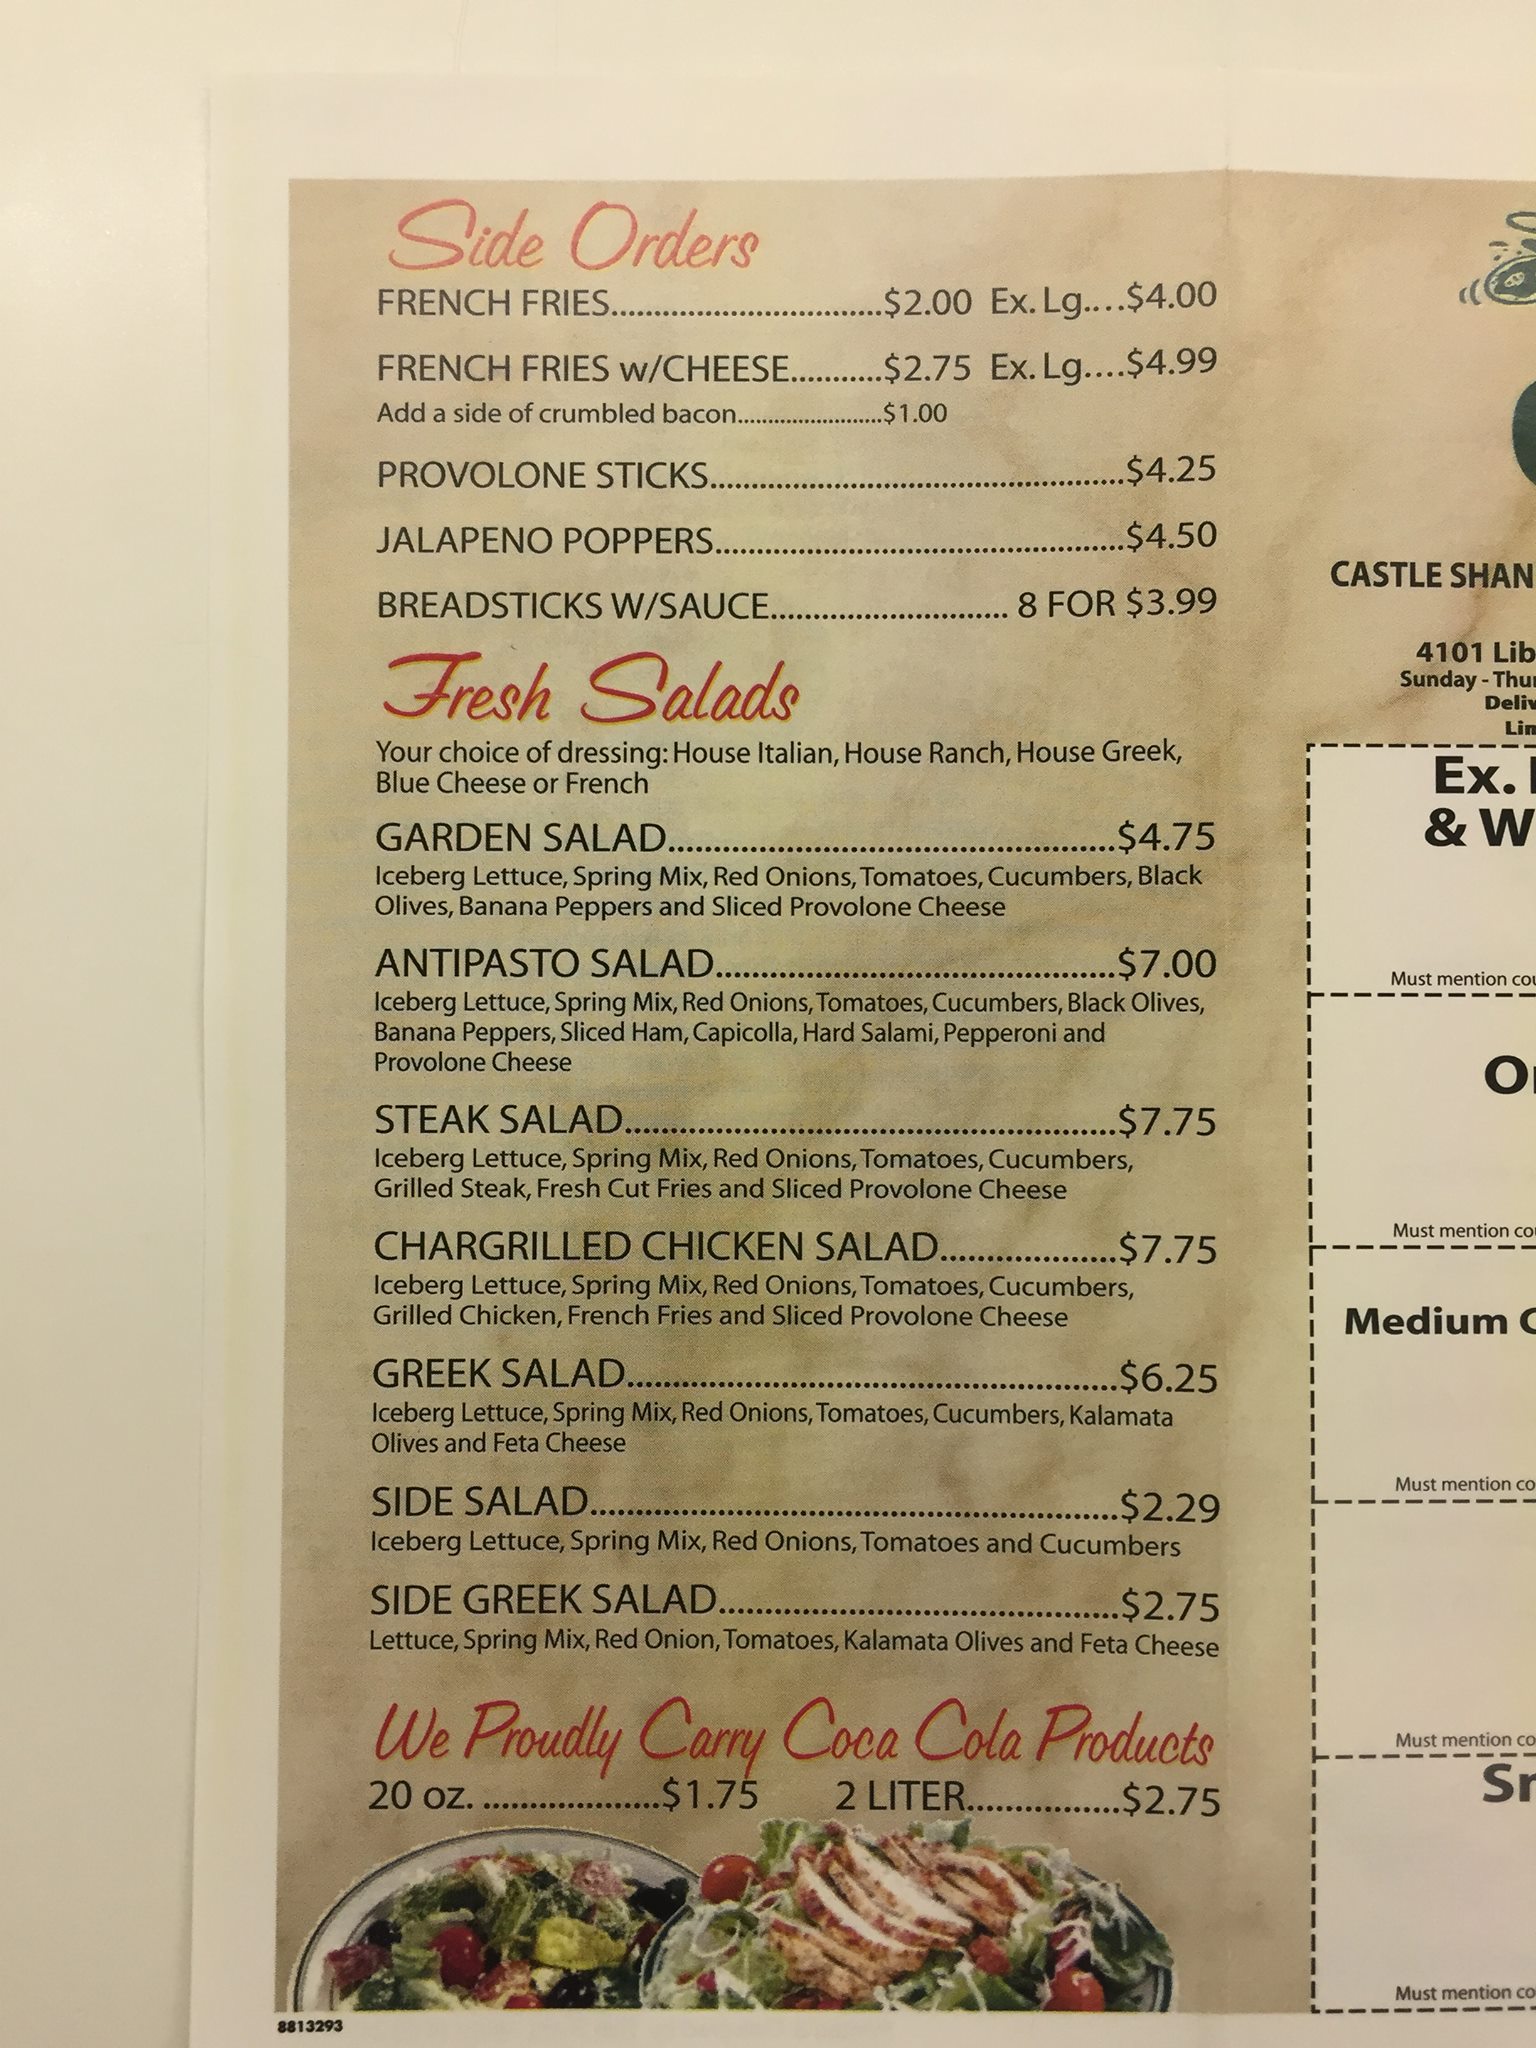 Side Orders
FRENCH FRIES..............................$2.00 Ex. Lg....$4.00
FRENCH FRIES w/CHEESE..........$2.75 Ex. Lg....$4.99
Add a side of crumbled bacon........................$1.00
PROVOLONE STICKS..............................................$4.25
JALAPENO POPPERS.............................................$4.50
BREADSTICKS W/SAUCE.......................... 8 FOR $3.99
Fresh Salads
Your choice of dressing: House Italian, House Ranch, House Greek,
Blue Cheese or French
GARDEN SALAD.................................................$4.75
Iceberg Lettuce, Spring Mix, Red Onions, Tomatoes, Cucumbers, Black
Olives, Banana Peppers and Sliced Provolone Cheese
ANTIPASTO SALAD............................................$7.00
Iceberg Lettuce, Spring Mix, Red Onions, Tomatoes, Cucumbers, Black Olives,
Banana Peppers, Sliced Ham, Capicolla, Hard Salami, Pepperoni and
Provolone Cheese
STEAK SALAD......................................................$7.75
Iceberg Lettuce, Spring Mix, Red Onions, Tomatoes, Cucumbers,
Grilled Steak, Fresh Cut Fries and Sliced Provolone Cheese
CHARGRILLED CHICKEN SALAD...................$7.75
Iceberg Lettuce, Spring Mix, Red Onions, Tomatoes, Cucumbers,
Grilled Chicken, French Fries and Sliced Provolone Cheese
GREEK SALAD......................................................$6.25
Iceberg Lettuce, Spring Mix, Red Onions, Tomatoes, Cucumbers, Kalamata
Olives and Feta Cheese
SIDE SALAD..........................................................$2.29
Iceberg Lettuce, Spring Mix, Red Onions, Tomatoes and Cucumbers
SIDE GREEK SALAD............................................$2.75
Lettuce, Spring Mix, Red Onion, Tomatoes, Kalamata Olives and Feta Cheese
We Proudly Carry Coca Cola Products
20 oz. ...................$1.75 2 LITER.................$2.75
8813293
CASTLE SHAN
4101 Lib
Sunday - Thu
Deliv
Lim
Ex.
& W
Must mention cou
Must mention co
Medium
Must mention co
Must mention co
Sm
Must mention co